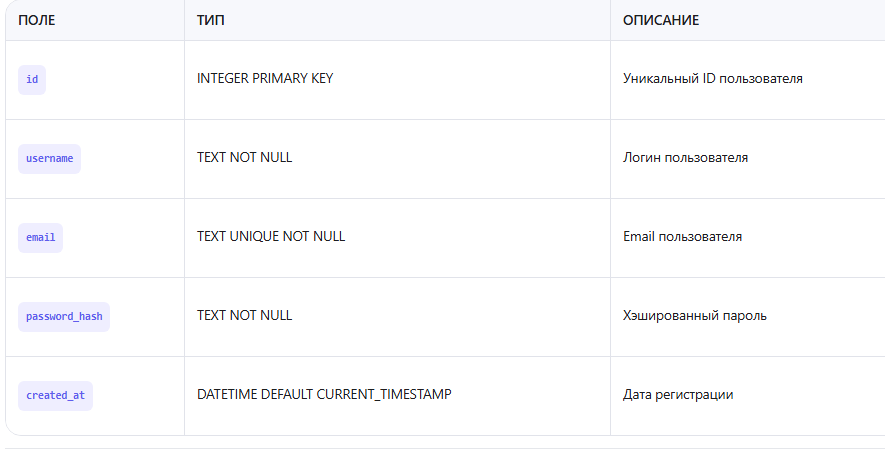 ПОЛЕ ТИП ОПИСАНИЕ
id INTEGER PRIMARY KEY Уникальный ID пользователя
username TEXT NOT NULL Логин пользователя
email TEXT UNIQUE NOT NULL Email пользователя
password_hash TEXT NOT NULL Хэшированный пароль
created_at DATETIME DEFAULT CURRENT_TIMESTAMP Дата регистрации